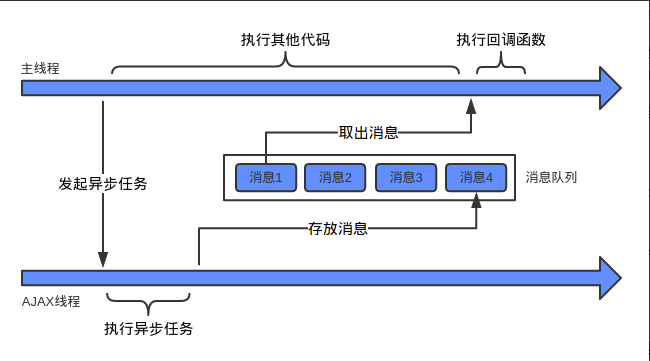 执行其他代码
执行回调函数
主线程
取出消息
发起异步任务
消息1
消息2
消息3
消息4
消息队列
存放消息
AJAX线程
执行异步任务